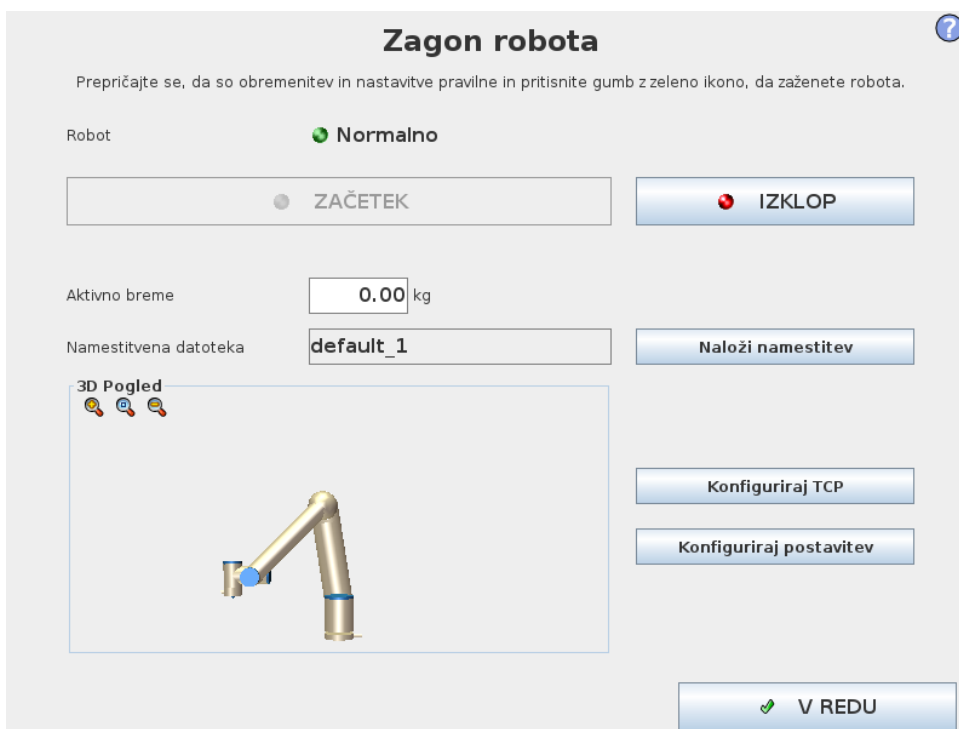 Zagon robota
?
Prepričajte se, da so obremenitev in nastavitve pravilne in pritisnite gumb z zeleno ikono, da zaženete robota.
Robot Normalno
ZAČETEK IZKLOP
Aktivno breme 0.00 kg
Namestitvena datoteka default_1 Naloži namestitev
3D Pogled
Konfiguriraj TCP
Konfiguriraj postavitev
V REDU